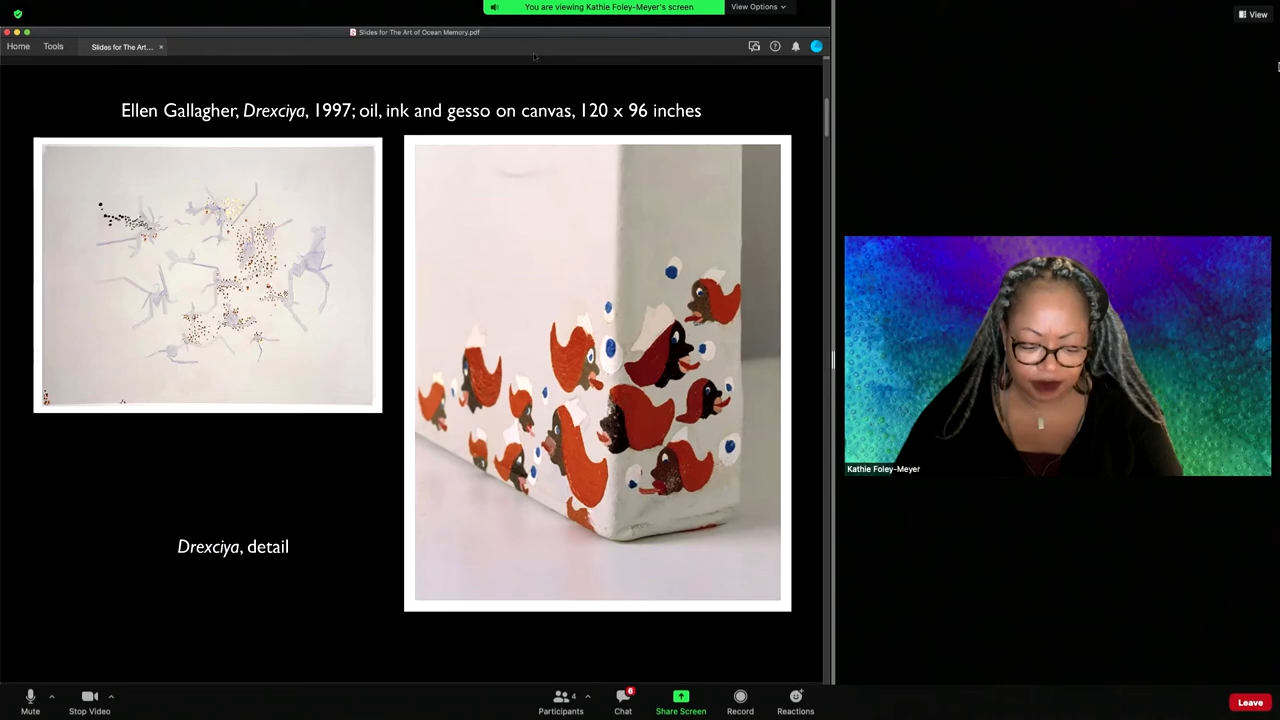 You are viewing Kathie Foley-Meyer's screen
View Options
View
Slides for The Art of Ocean Memory.pdf
Home
Tools
Slides for The Art...
Ellen Gallagher, Drexciya, 1997; oil, ink and gesso on canvas, 120 x 96 inches
Drexciya, detail
Kathie Foley-Meyer
Mute
Stop Video
Participants
4
Chat
6
Share Screen
Record
Reactions
Leave